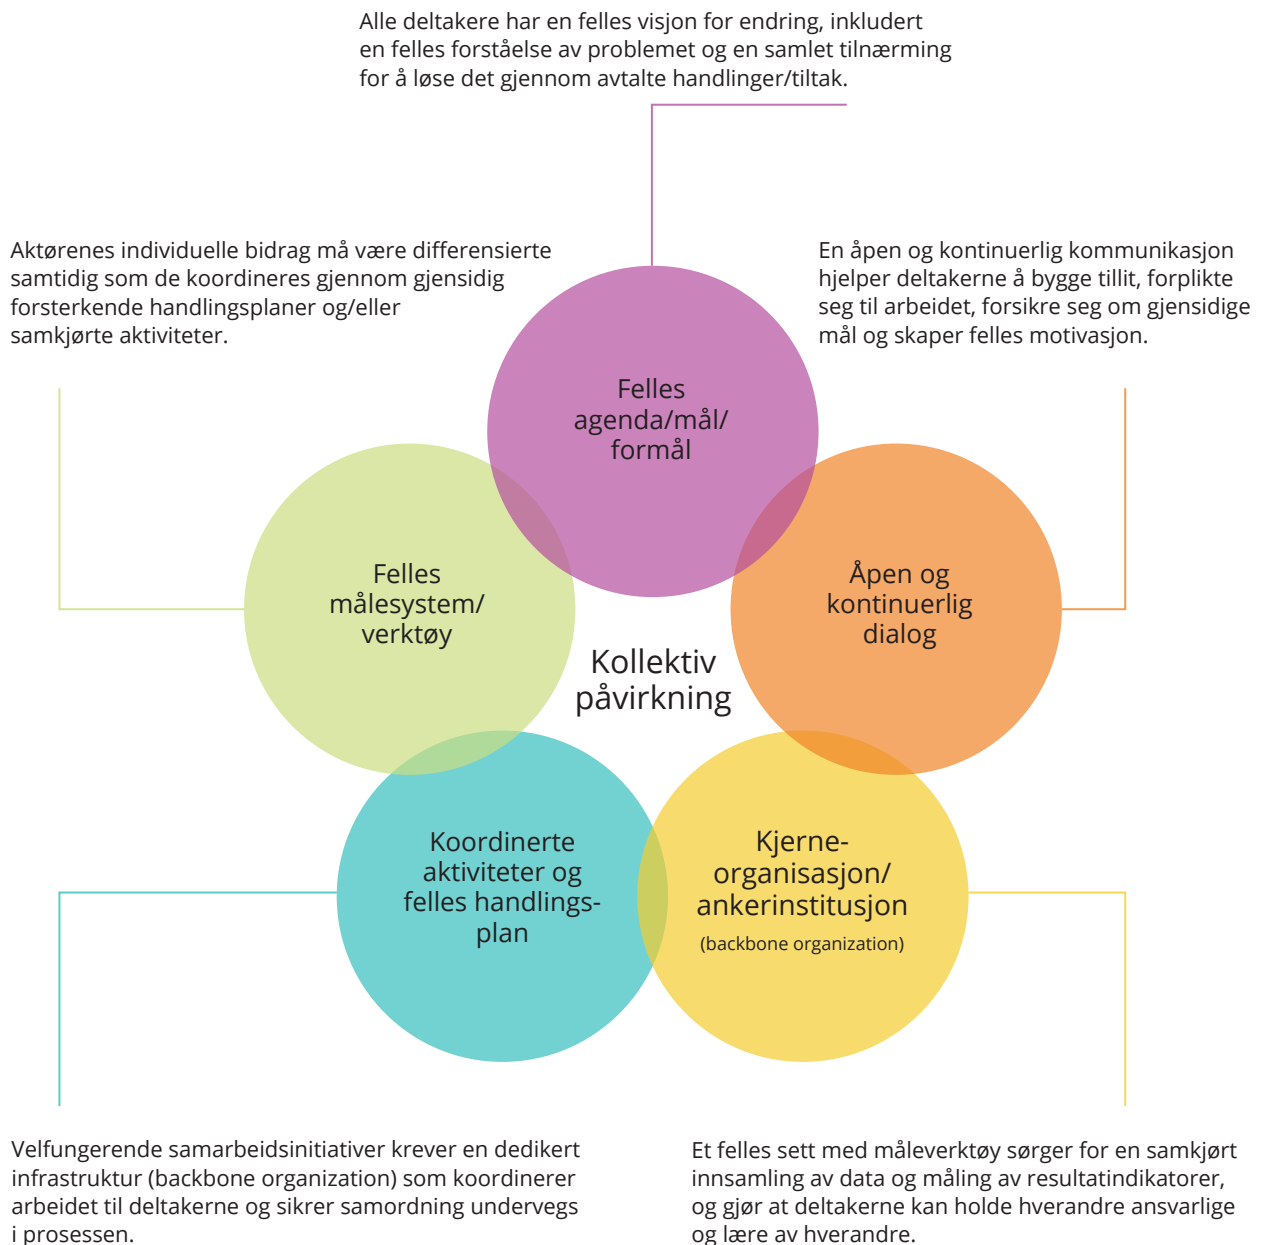 Alle deltakere har en felles visjon for endring, inkludert
en felles forståelse av problemet og en samlet tilnærming
for å løse det gjennom avtalte handlinger/tiltak.
Aktørenes individuelle bidrag må være differensierte
samtidig som de koordineres gjennom gjensidig
forsterkende handlingsplaner og/eller
samkjørte aktiviteter.
En åpen og kontinuerlig kommunikasjon
hjelper deltakerne å bygge tillit, forplikte
seg til arbeidet, forsikre seg om gjensidige
mål og skaper felles motivasjon.
Felles
agenda/mål/
formål
Felles
målesystem/
verktøy
Åpen og
kontinuerlig
dialog
Kollektiv
påvirkning
Koordinerte
aktiviteter og
felles handlings-
plan
Kjerne-
organisasjon/
ankerinstitusjon
(backbone organization)
Velfungerende samarbeidsinitiativer krever en dedikert
infrastruktur (backbone organization) som koordinerer
arbeidet til deltakerne og sikrer samordning undervegs
i prosessen.
Et felles sett med måleverktøy sørger for en samkjørt
innsamling av data og måling av resultatindikatorer,
og gjør at deltakerne kan holde hverandre ansvarlige
og lære av hverandre.